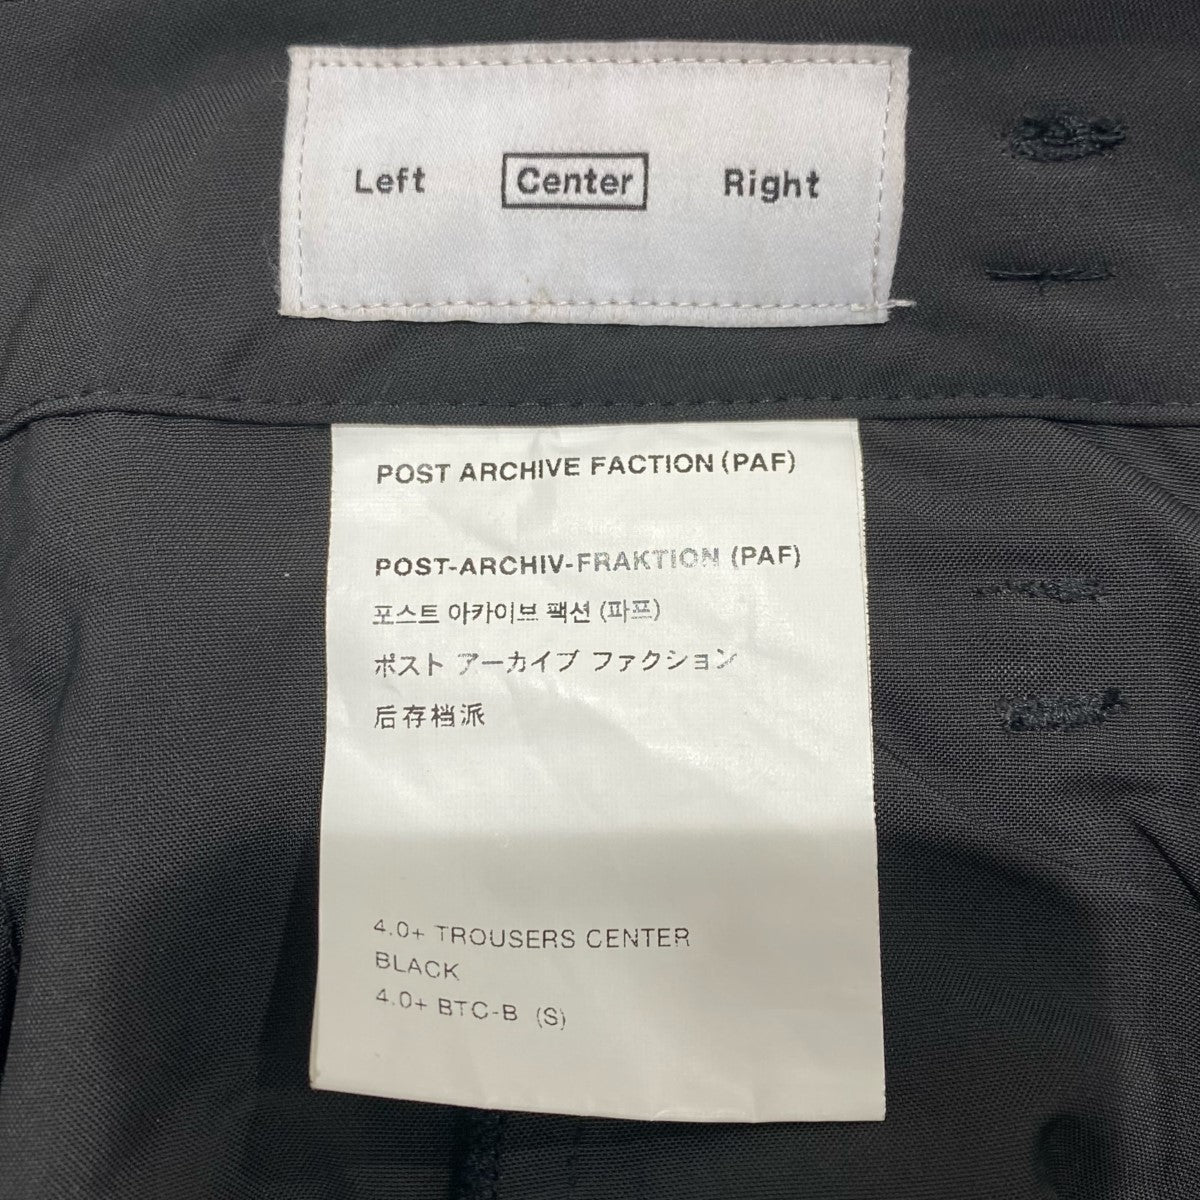 Left Center Right
POST ARCHIVE FACTION (PAF)
POST-ARCHIV-FRAKTION (PAF)
포스트 아카이브 팩션 (파프)
ポスト アーカイブ ファクション
后存档派
4.0+ TROUSERS CENTER
BLACK
4.0+ BTC-B (S)